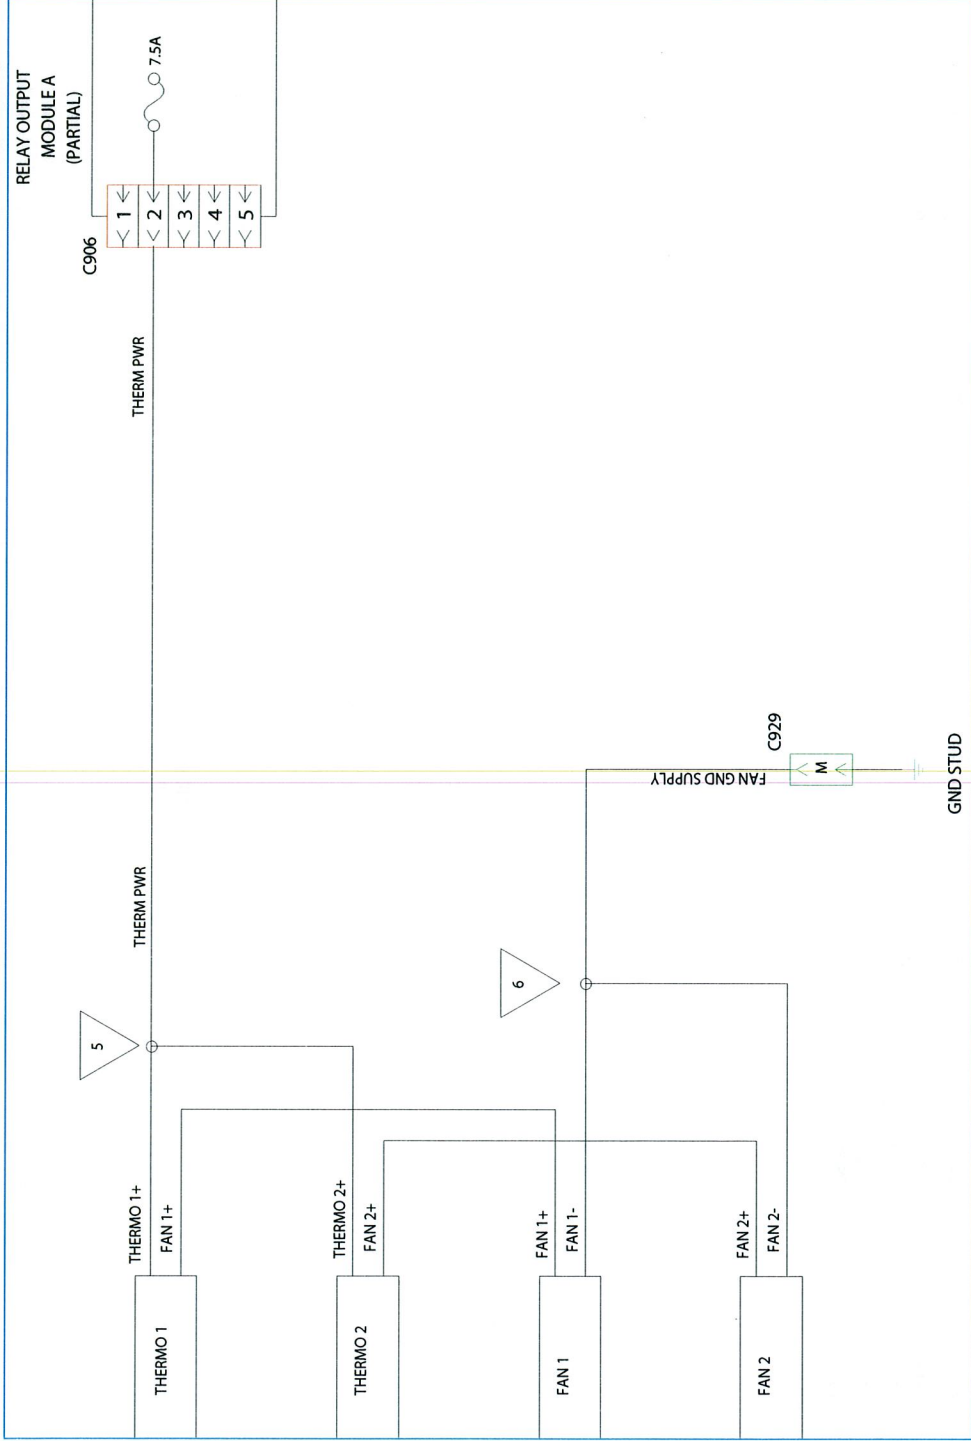 RELAY OUTPUT
MODULE A
(PARTIAL)
7.5A
C906
1
2
3
4
5
THERM PWR
THERM PWR
5
THERMO 1+
FAN 1+
THERMO 1
THERMO 2+
FAN 2+
THERMO 2
6
FAN GND SUPPLY
C929
M
GND STUD
FAN 1+
FAN 1-
FAN 1
FAN 2+
FAN 2-
FAN 2